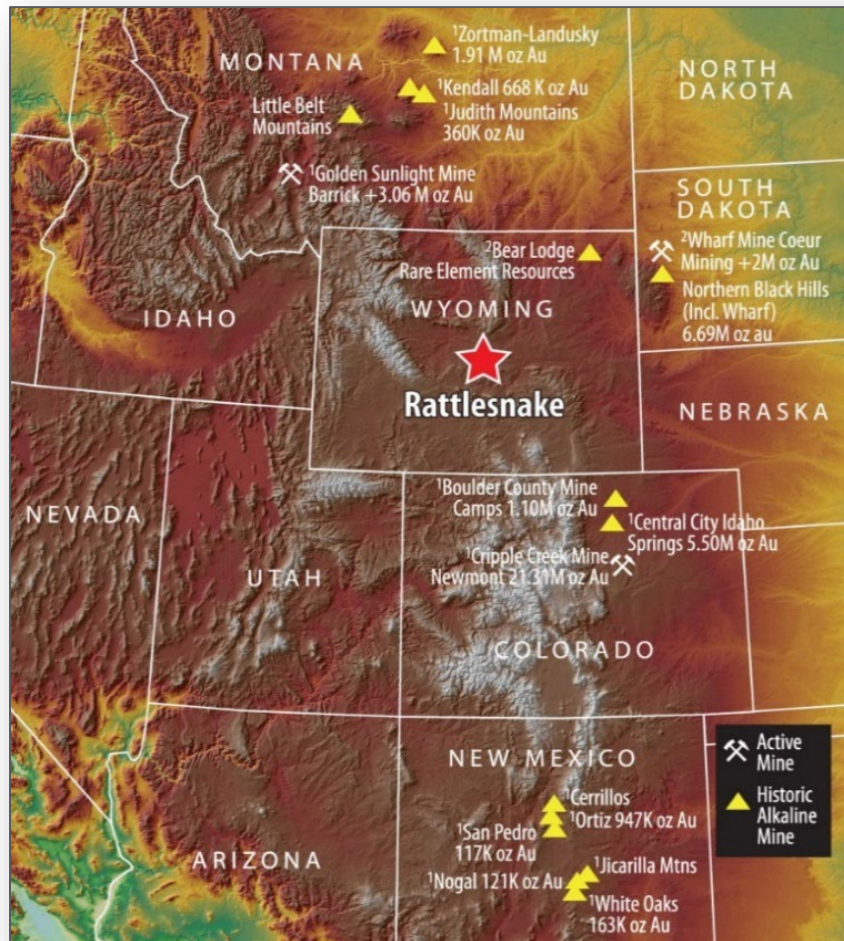 ¹Zortman-Landusky
1.91 M oz Au
MONTANA
NORTH
DAKOTA
¹Kendall 668 K oz Au
Little Belt
Mountains
¹Judith Mountains
360K oz Au
¹Golden Sunlight Mine
Barrick +3.06 M oz Au
SOUTH
DAKOTA
²Wharf Mine Coeur
Mining +2M oz Au
²Bear Lodge
Rare Element Resources
Northern Black Hills
(Incl. Wharf)
6.69M oz au
IDAHO
WYOMING
Rattlesnake
NEBRASKA
¹Boulder County Mine
Camps 1.10M oz Au
NEVADA
¹Central City Idaho
Springs 5.50M oz Au
¹Cripple Creek Mine
Newmont 21.31M oz Au
UTAH
COLORADO
NEW MEXICO
Active
Mine
Historic
Alkaline
Mine
¹Cerrillos
¹Ortiz 947K oz Au
¹San Pedro
117K oz Au
ARIZONA
¹Jicarilla Mtns
¹Nogal 121K oz Au
¹White Oaks
163K oz Au